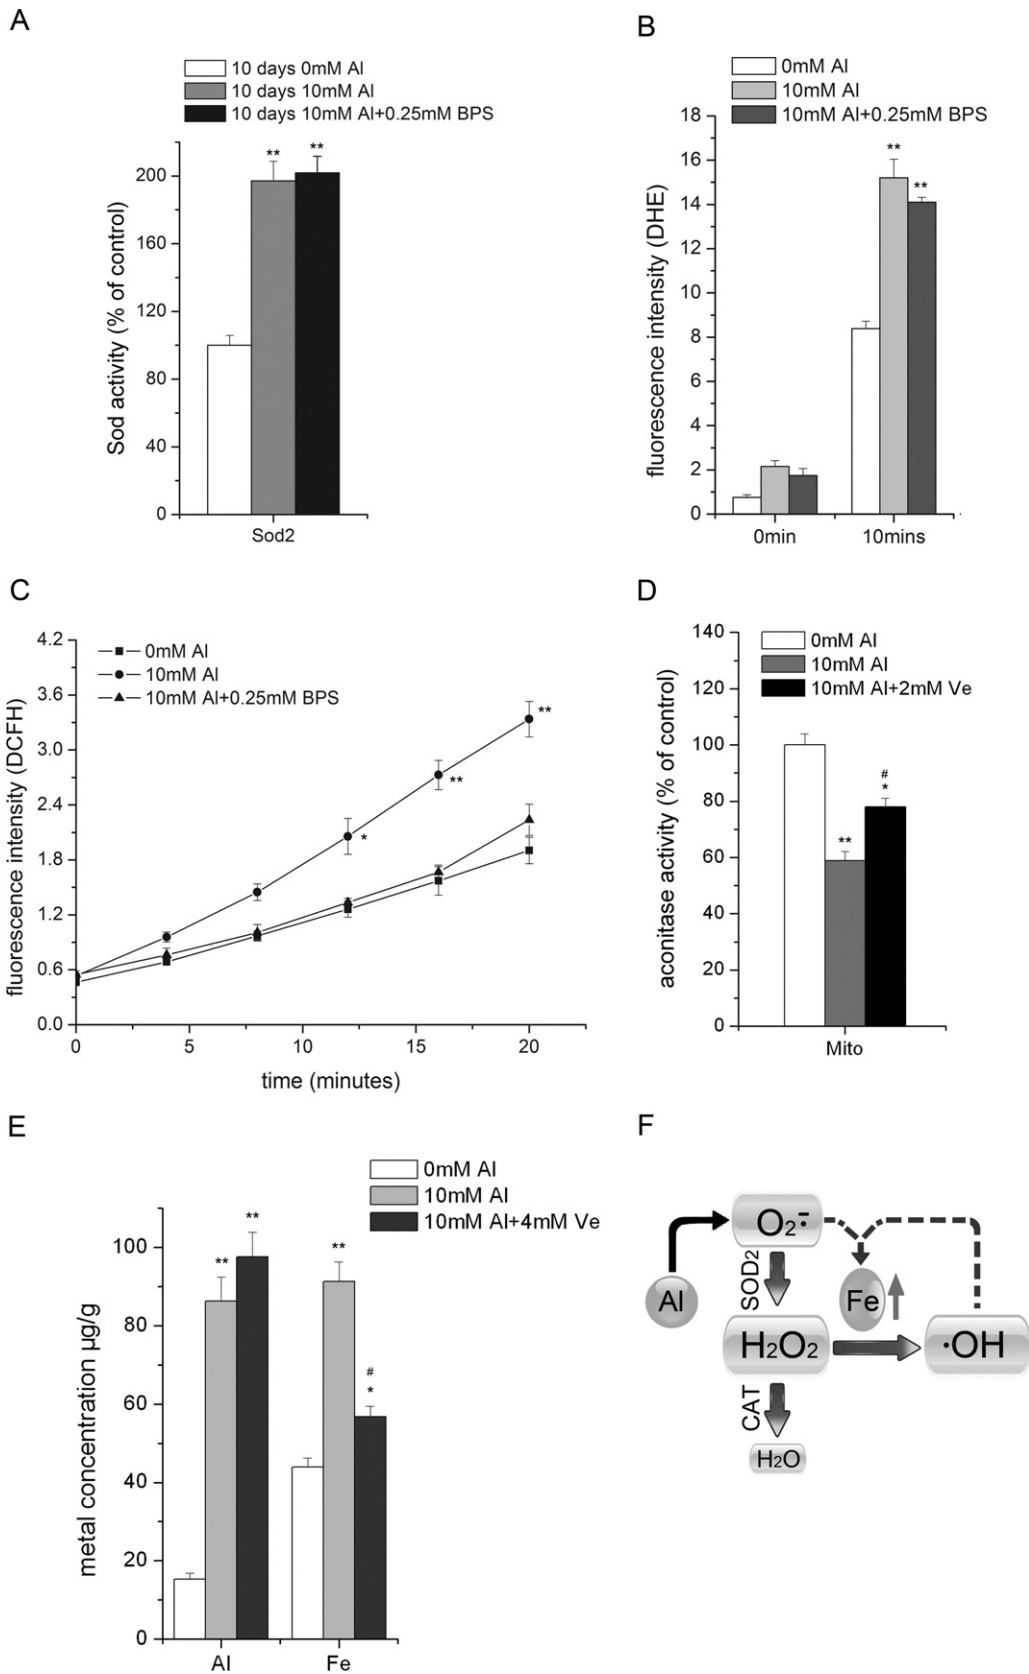 A
10 days 0mM Al
10 days 10mM Al
10 days 10mM Al+0.25mM BPS
Sod activity (% of control)
200
160
120
80
40
0
Sod2
B
0mM Al
10mM Al
10mM Al+0.25mM BPS
fluorescence intensity (DHE)
18
16
14
12
10
8
6
4
2
0
** **
** **
0min 10mins
C
0mM Al
10mM Al
10mM Al+0.25mM BPS
fluorescence intensity (DCFH)
4.2
3.6
3.0
2.4
1.8
1.2
0.6
0.0
*
**
**
0 5 10 15 20
time (minutes)
D
0mM Al
10mM Al
10mM Al+2mM Ve
aconitase activity (% of control)
140
120
100
80
60
40
20
0
**
#
*
Mito
E
0mM Al
10mM Al
10mM Al+4mM Ve
metal concentration µg/g
100
80
60
40
20
0
** **
**
#
*
Al Fe
F
O2•−
Al
SOD2
Fe
H2O2
·OH
CAT
H2O